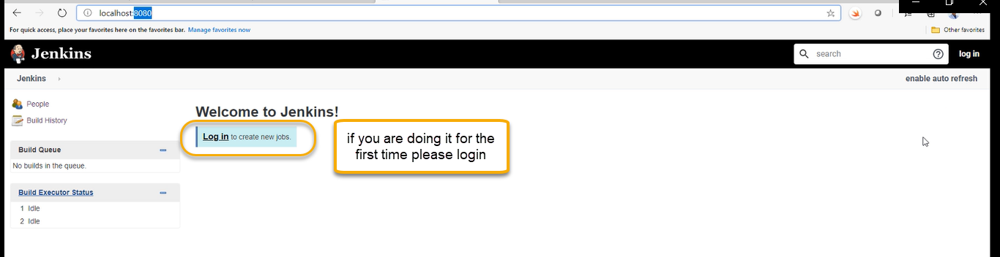 localhost:8080
For quick access, place your favorites here on the favorites bar. Manage favorites now
Other favorites
Jenkins
search
log in
Jenkins
enable auto refresh
People
Build History
Welcome to Jenkins!
Log in to create new jobs.
if you are doing it for the
first time please login
Build Queue
No builds in the queue.
Build Executor Status
1 Idle
2 Idle